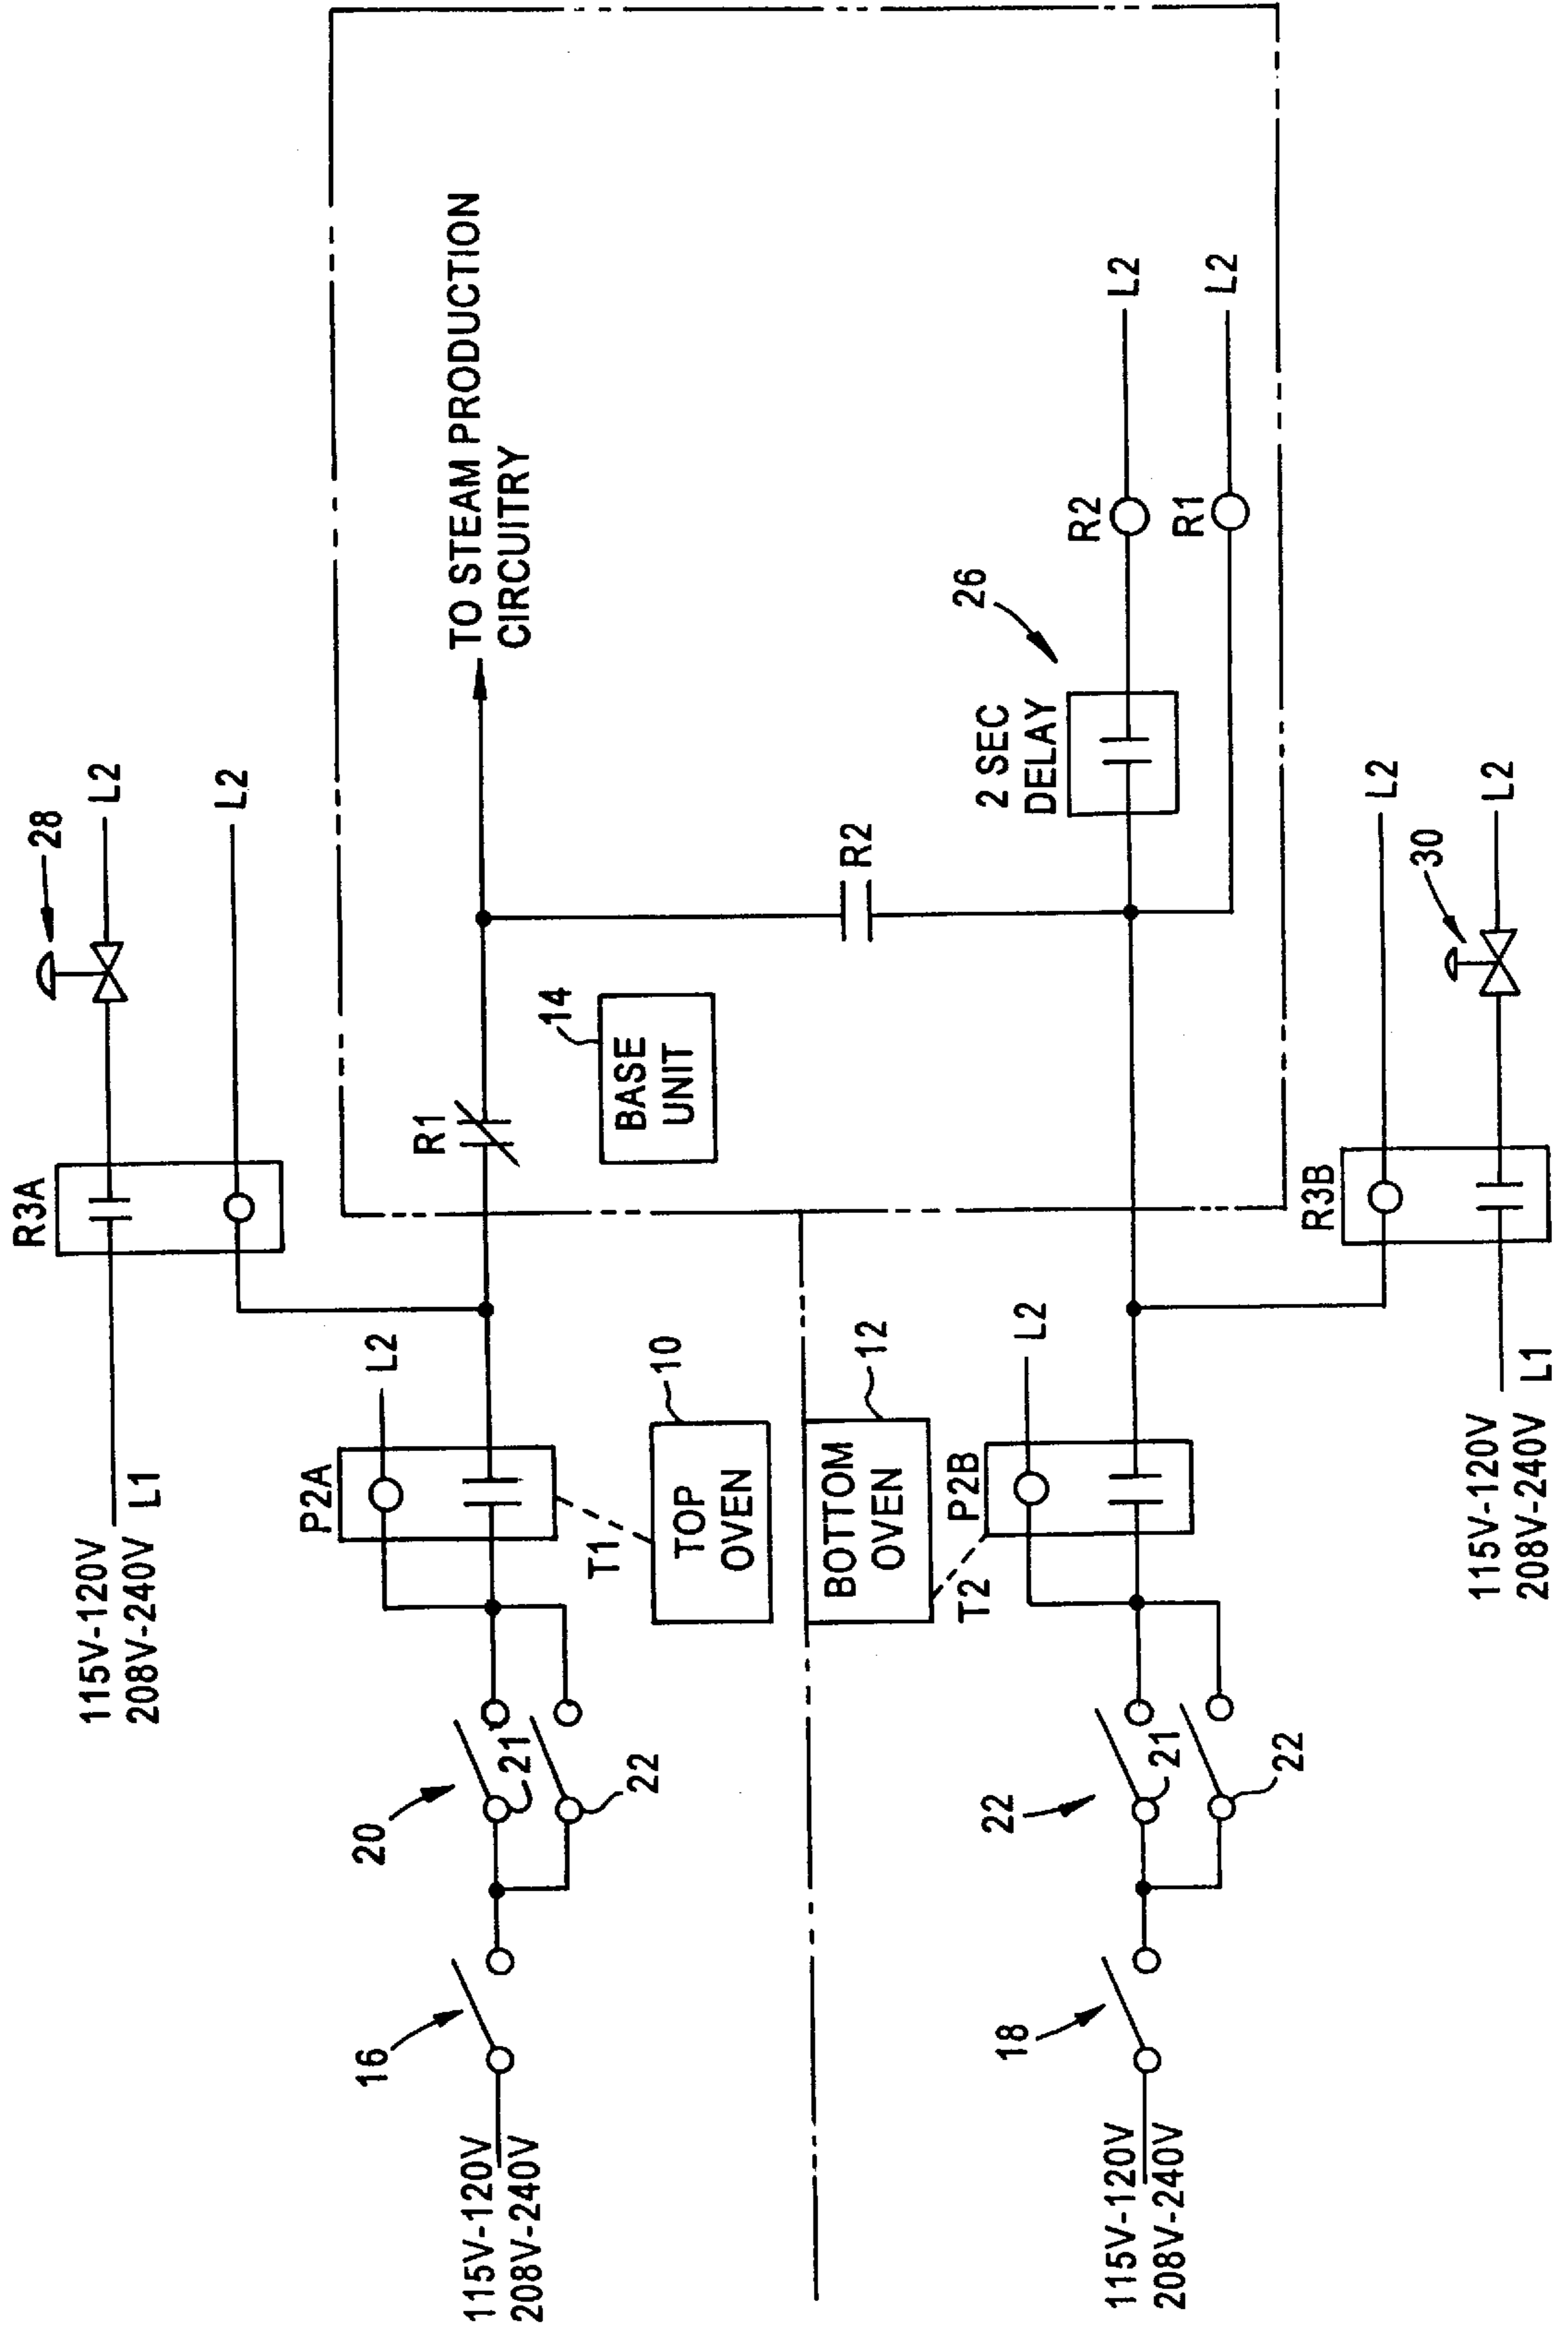 115V-120V
208V-240V L1
R3A
28
L2
L2
115V-120V
208V-240V
16
20
21
22
P2A
L2
T1
10
TOP
OVEN
R1
14
BASE
UNIT
TO STEAM PRODUCTION
CIRCUITRY
R2
2 SEC
DELAY
26
R2
L2
R1
L2
12
BOTTOM
OVEN
T2
P2B
L2
115V-120V
208V-240V
18
22
21
22
R3B
L2
30
L2
115V-120V
208V-240V L1